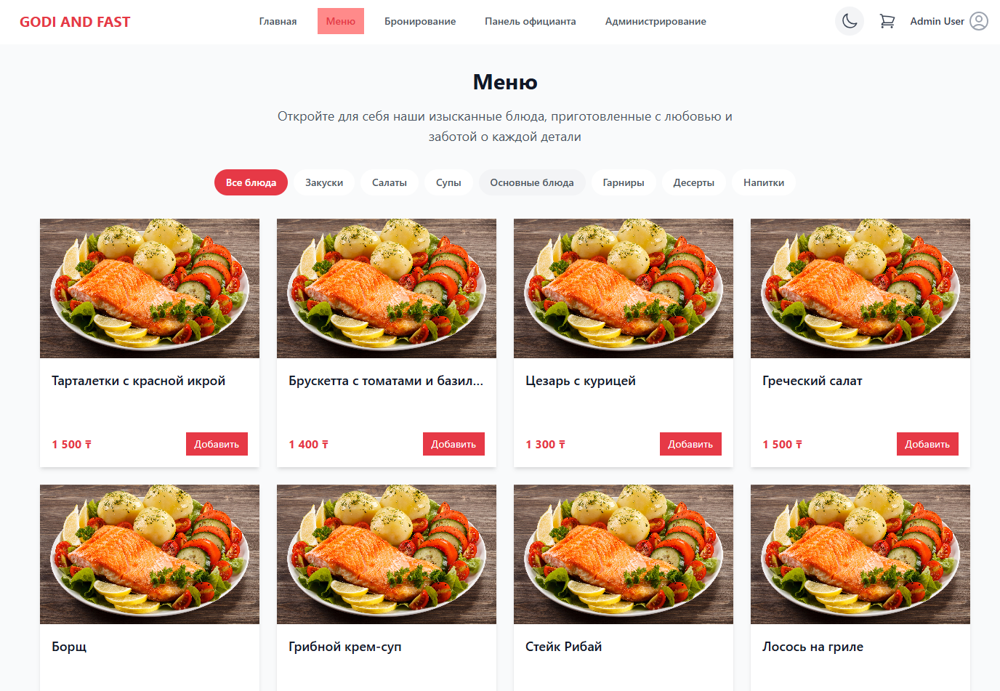 GODI AND FAST
Главная
Меню
Бронирование
Панель официанта
Администрирование
Admin User
Меню
Откройте для себя наши изысканные блюда, приготовленные с любовью и
заботой о каждой детали
Все блюда
Закуски
Салаты
Супы
Основные блюда
Гарниры
Десерты
Напитки
Тарталетки с красной икрой
1 500 ₸
Добавить
Брускетта с томатами и базил...
1 400 ₸
Добавить
Цезарь с курицей
1 300 ₸
Добавить
Греческий салат
1 500 ₸
Добавить
Борщ
Грибной крем-суп
Стейк Рибай
Лосось на гриле